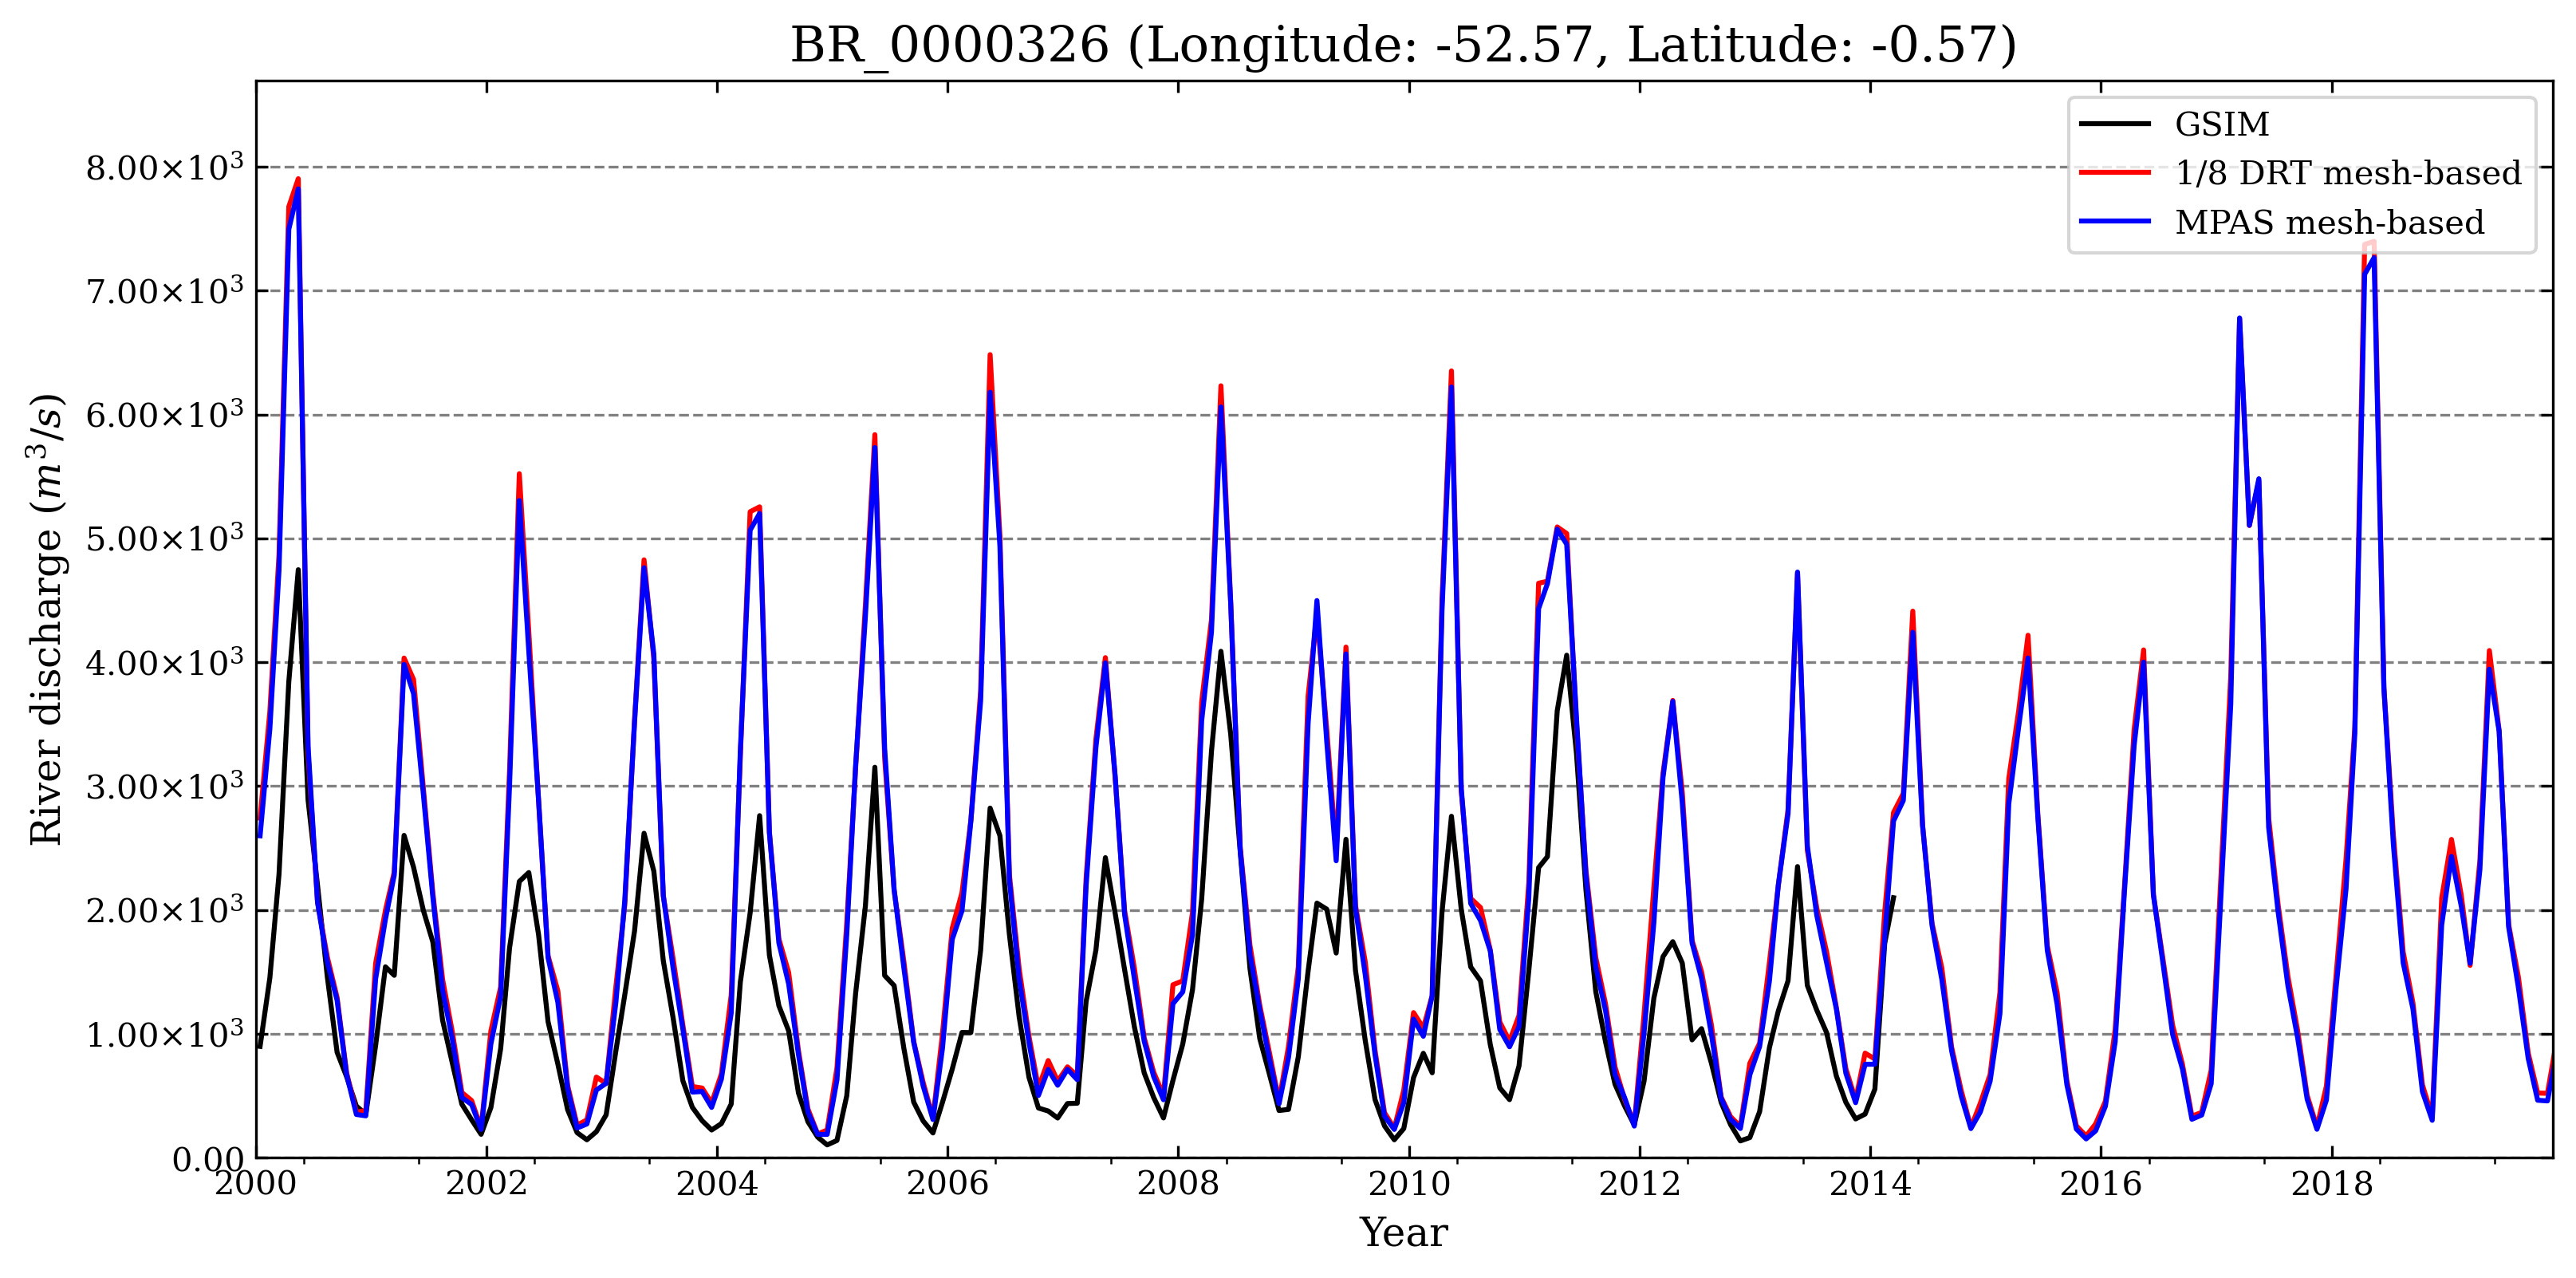 BR_0000326 (Longitude: -52.57, Latitude: -0.57)
GSIM
1/8 DRT mesh-based
MPAS mesh-based
River discharge (m³/s)
8.00×10³
7.00×10³
6.00×10³
5.00×10³
4.00×10³
3.00×10³
2.00×10³
1.00×10³
0.00
2000 2002 2004 2006 2008 2010 2012 2014 2016 2018
Year